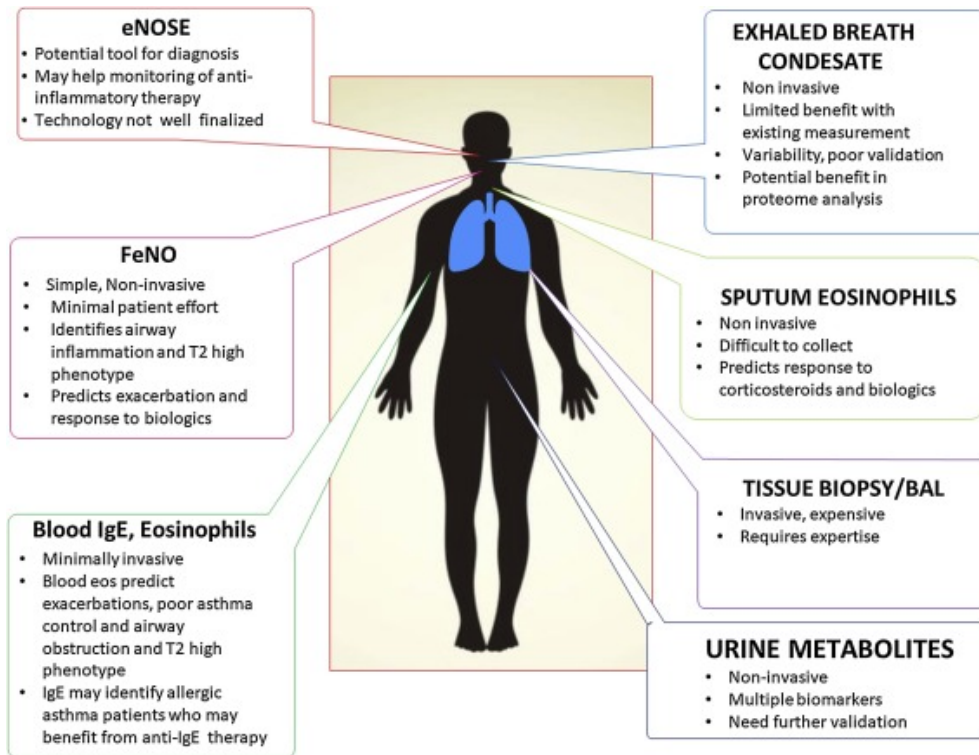 eNOSE
• Potential tool for diagnosis
• May help monitoring of anti-
inflammatory therapy
• Technology not well finalized
EXHALED BREATH
CONDESATE
• Non invasive
• Limited benefit with
existing measurement
• Variability, poor validation
• Potential benefit in
proteome analysis
FeNO
• Simple, Non-invasive
• Minimal patient effort
• Identifies airway
inflammation and T2 high
phenotype
• Predicts exacerbation and
response to biologics
SPUTUM EOSINOPHILS
• Non invasive
• Difficult to collect
• Predicts response to
corticosteroids and biologics
Blood IgE, Eosinophils
• Minimally invasive
• Blood eos predict
exacerbations, poor asthma
control and airway
obstruction and T2 high
phenotype
• IgE may identify allergic
asthma patients who may
benefit from anti-IgE therapy
TISSUE BIOPSY/BAL
• Invasive, expensive
• Requires expertise
URINE METABOLITES
• Non-invasive
• Multiple biomarkers
• Need further validation